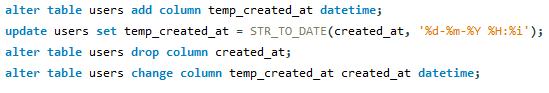 alter table users add column temp_created_at datetime;
update users set temp_created_at = STR_TO_DATE(created_at, '%d-%m-%Y %H:%i');
alter table users drop column created_at;
alter table users change column temp_created_at created_at datetime;